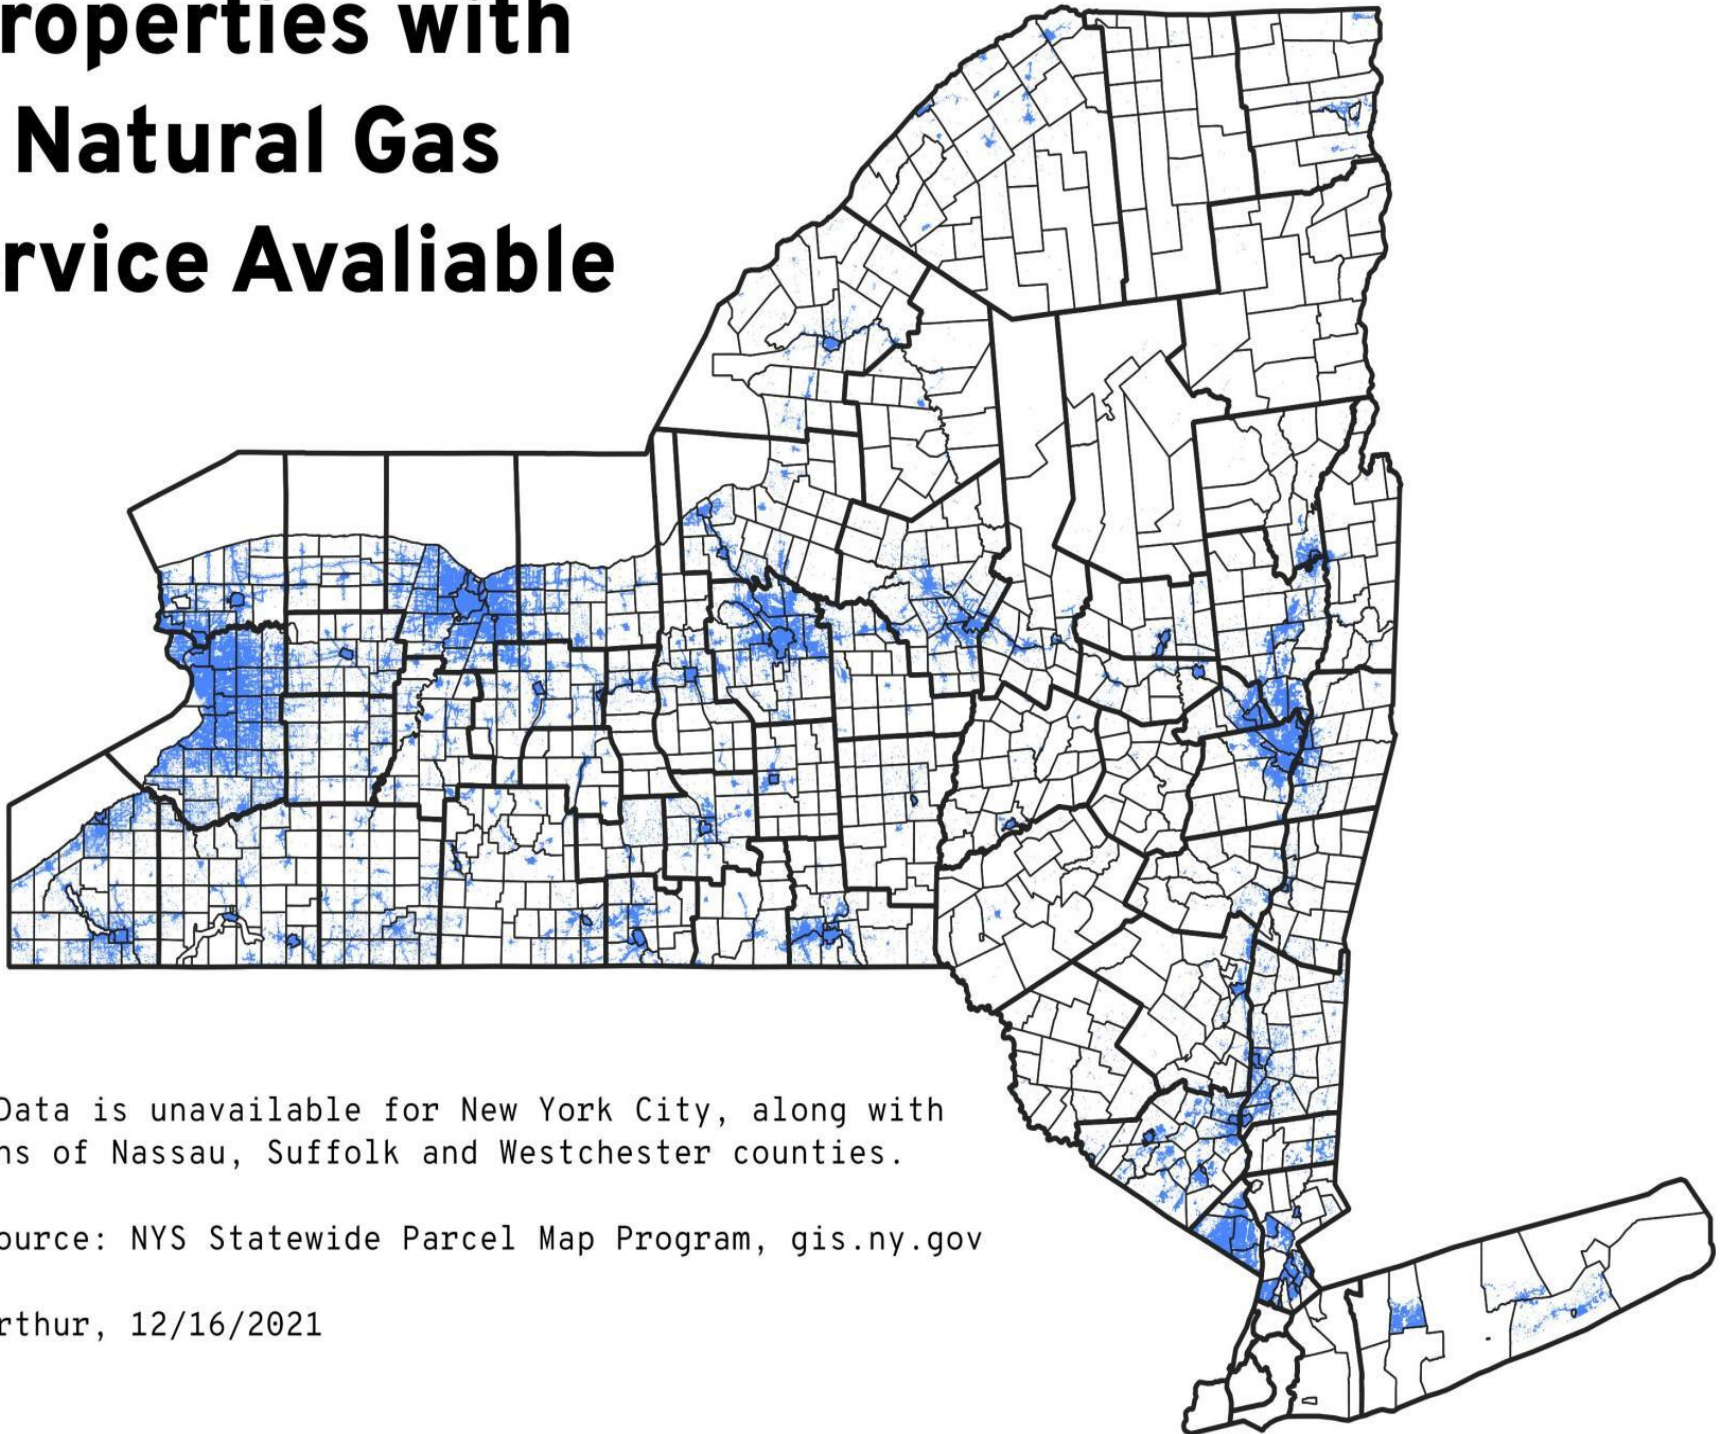 roperties with
Natural Gas
rvice Avaliable
Data is unavailable for New York City, along with
ns of Nassau, Suffolk and Westchester counties.
ource: NYS Statewide Parcel Map Program, gis.ny.gov
rthur, 12/16/2021